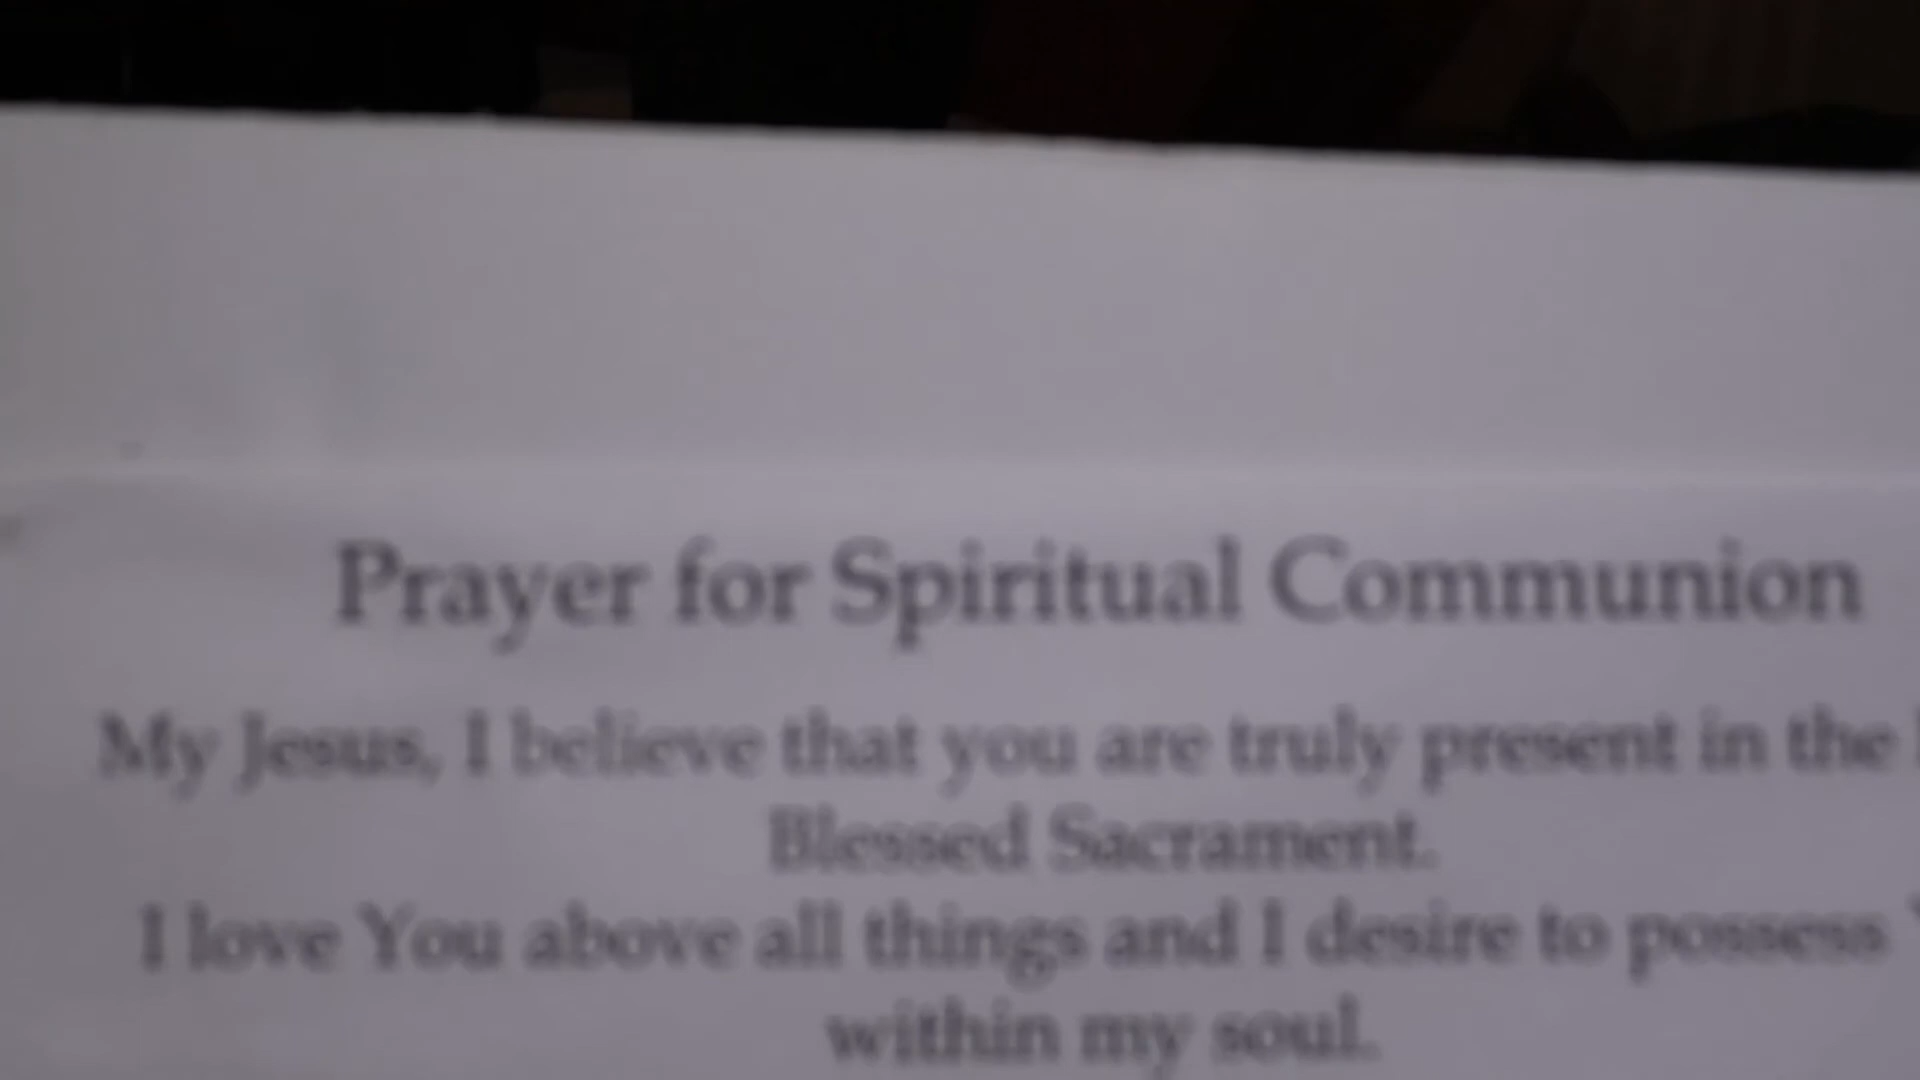 Prayer for Spiritual Communion
My Jesus, I believe that you are truly present in the
Blessed Sacrament.
I love You above all things and I desire to possess
within my soul.